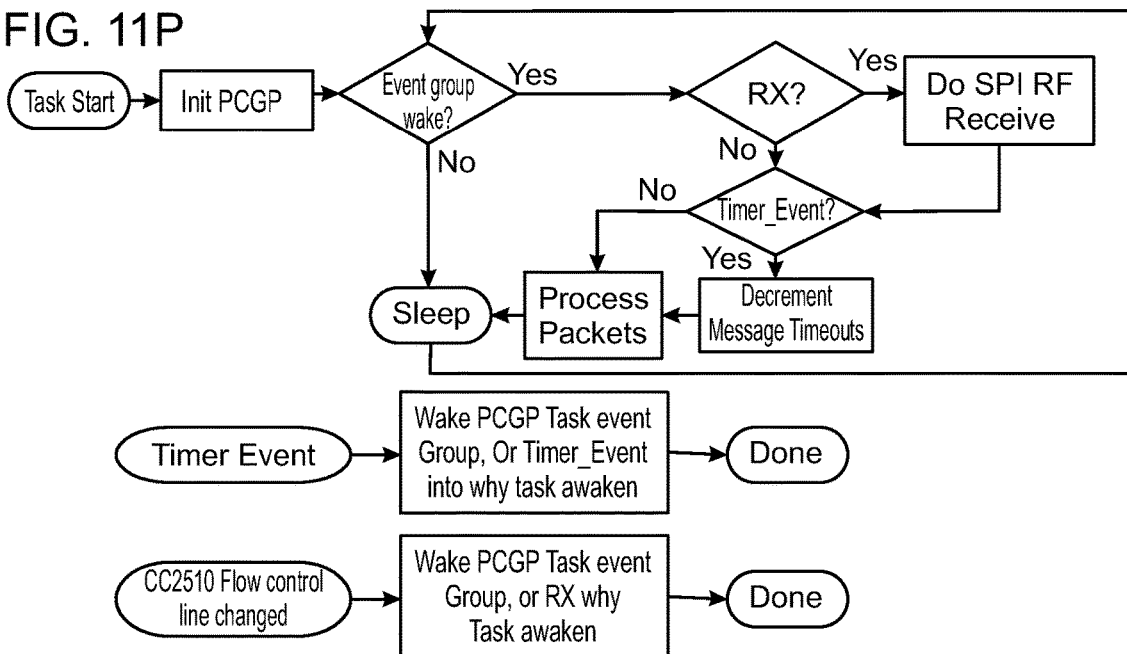 FIG. 11P
Task Start
Init PCGP
Event group
wake?
Yes
No
RX?
Yes
No
Do SPI RF
Receive
Timer_Event?
No
Yes
Decrement
Message Timeouts
Process
Packets
Sleep
Timer Event
Wake PCGP Task event
Group, Or Timer_Event
into why task awaken
Done
CC2510 Flow control
line changed
Wake PCGP Task event
Group, or RX why
Task awaken
Done